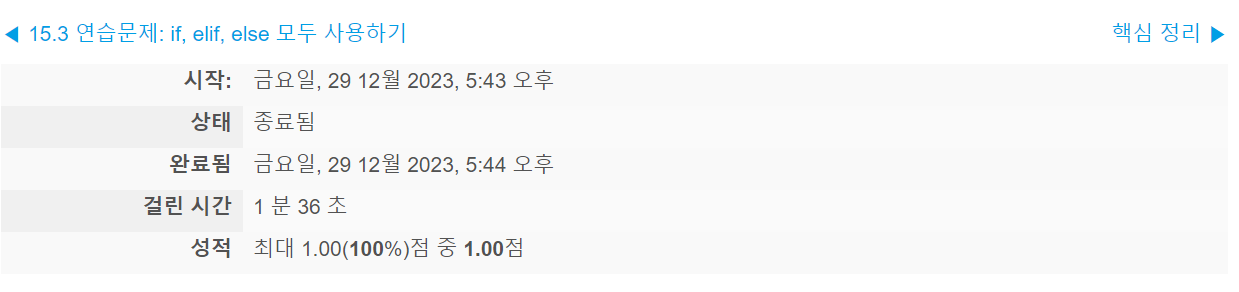 ◀ 15.3 연습문제: if, elif, else 모두 사용하기
핵심 정리 ▶
시작: 금요일, 29 12월 2023, 5:43 오후
상태 종료됨
완료됨 금요일, 29 12월 2023, 5:44 오후
걸린 시간 1 분 36 초
성적 최대 1.00(100%)점 중 1.00점